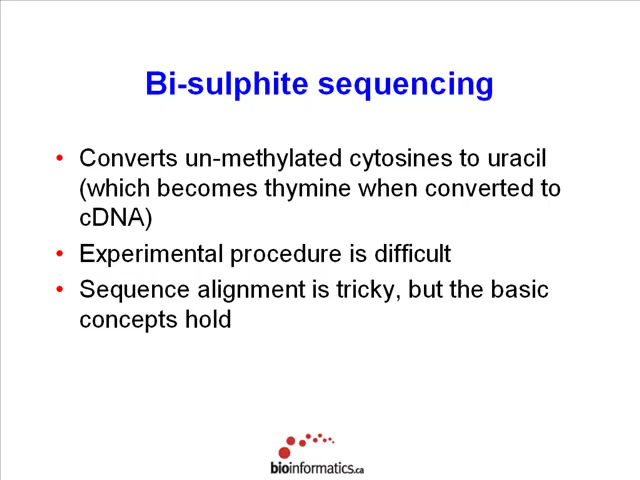 Bi-sulphite sequencing
• Converts un-methylated cytosines to uracil
(which becomes thymine when converted to
cDNA)
• Experimental procedure is difficult
• Sequence alignment is tricky, but the basic
concepts hold
bioinformatics.ca